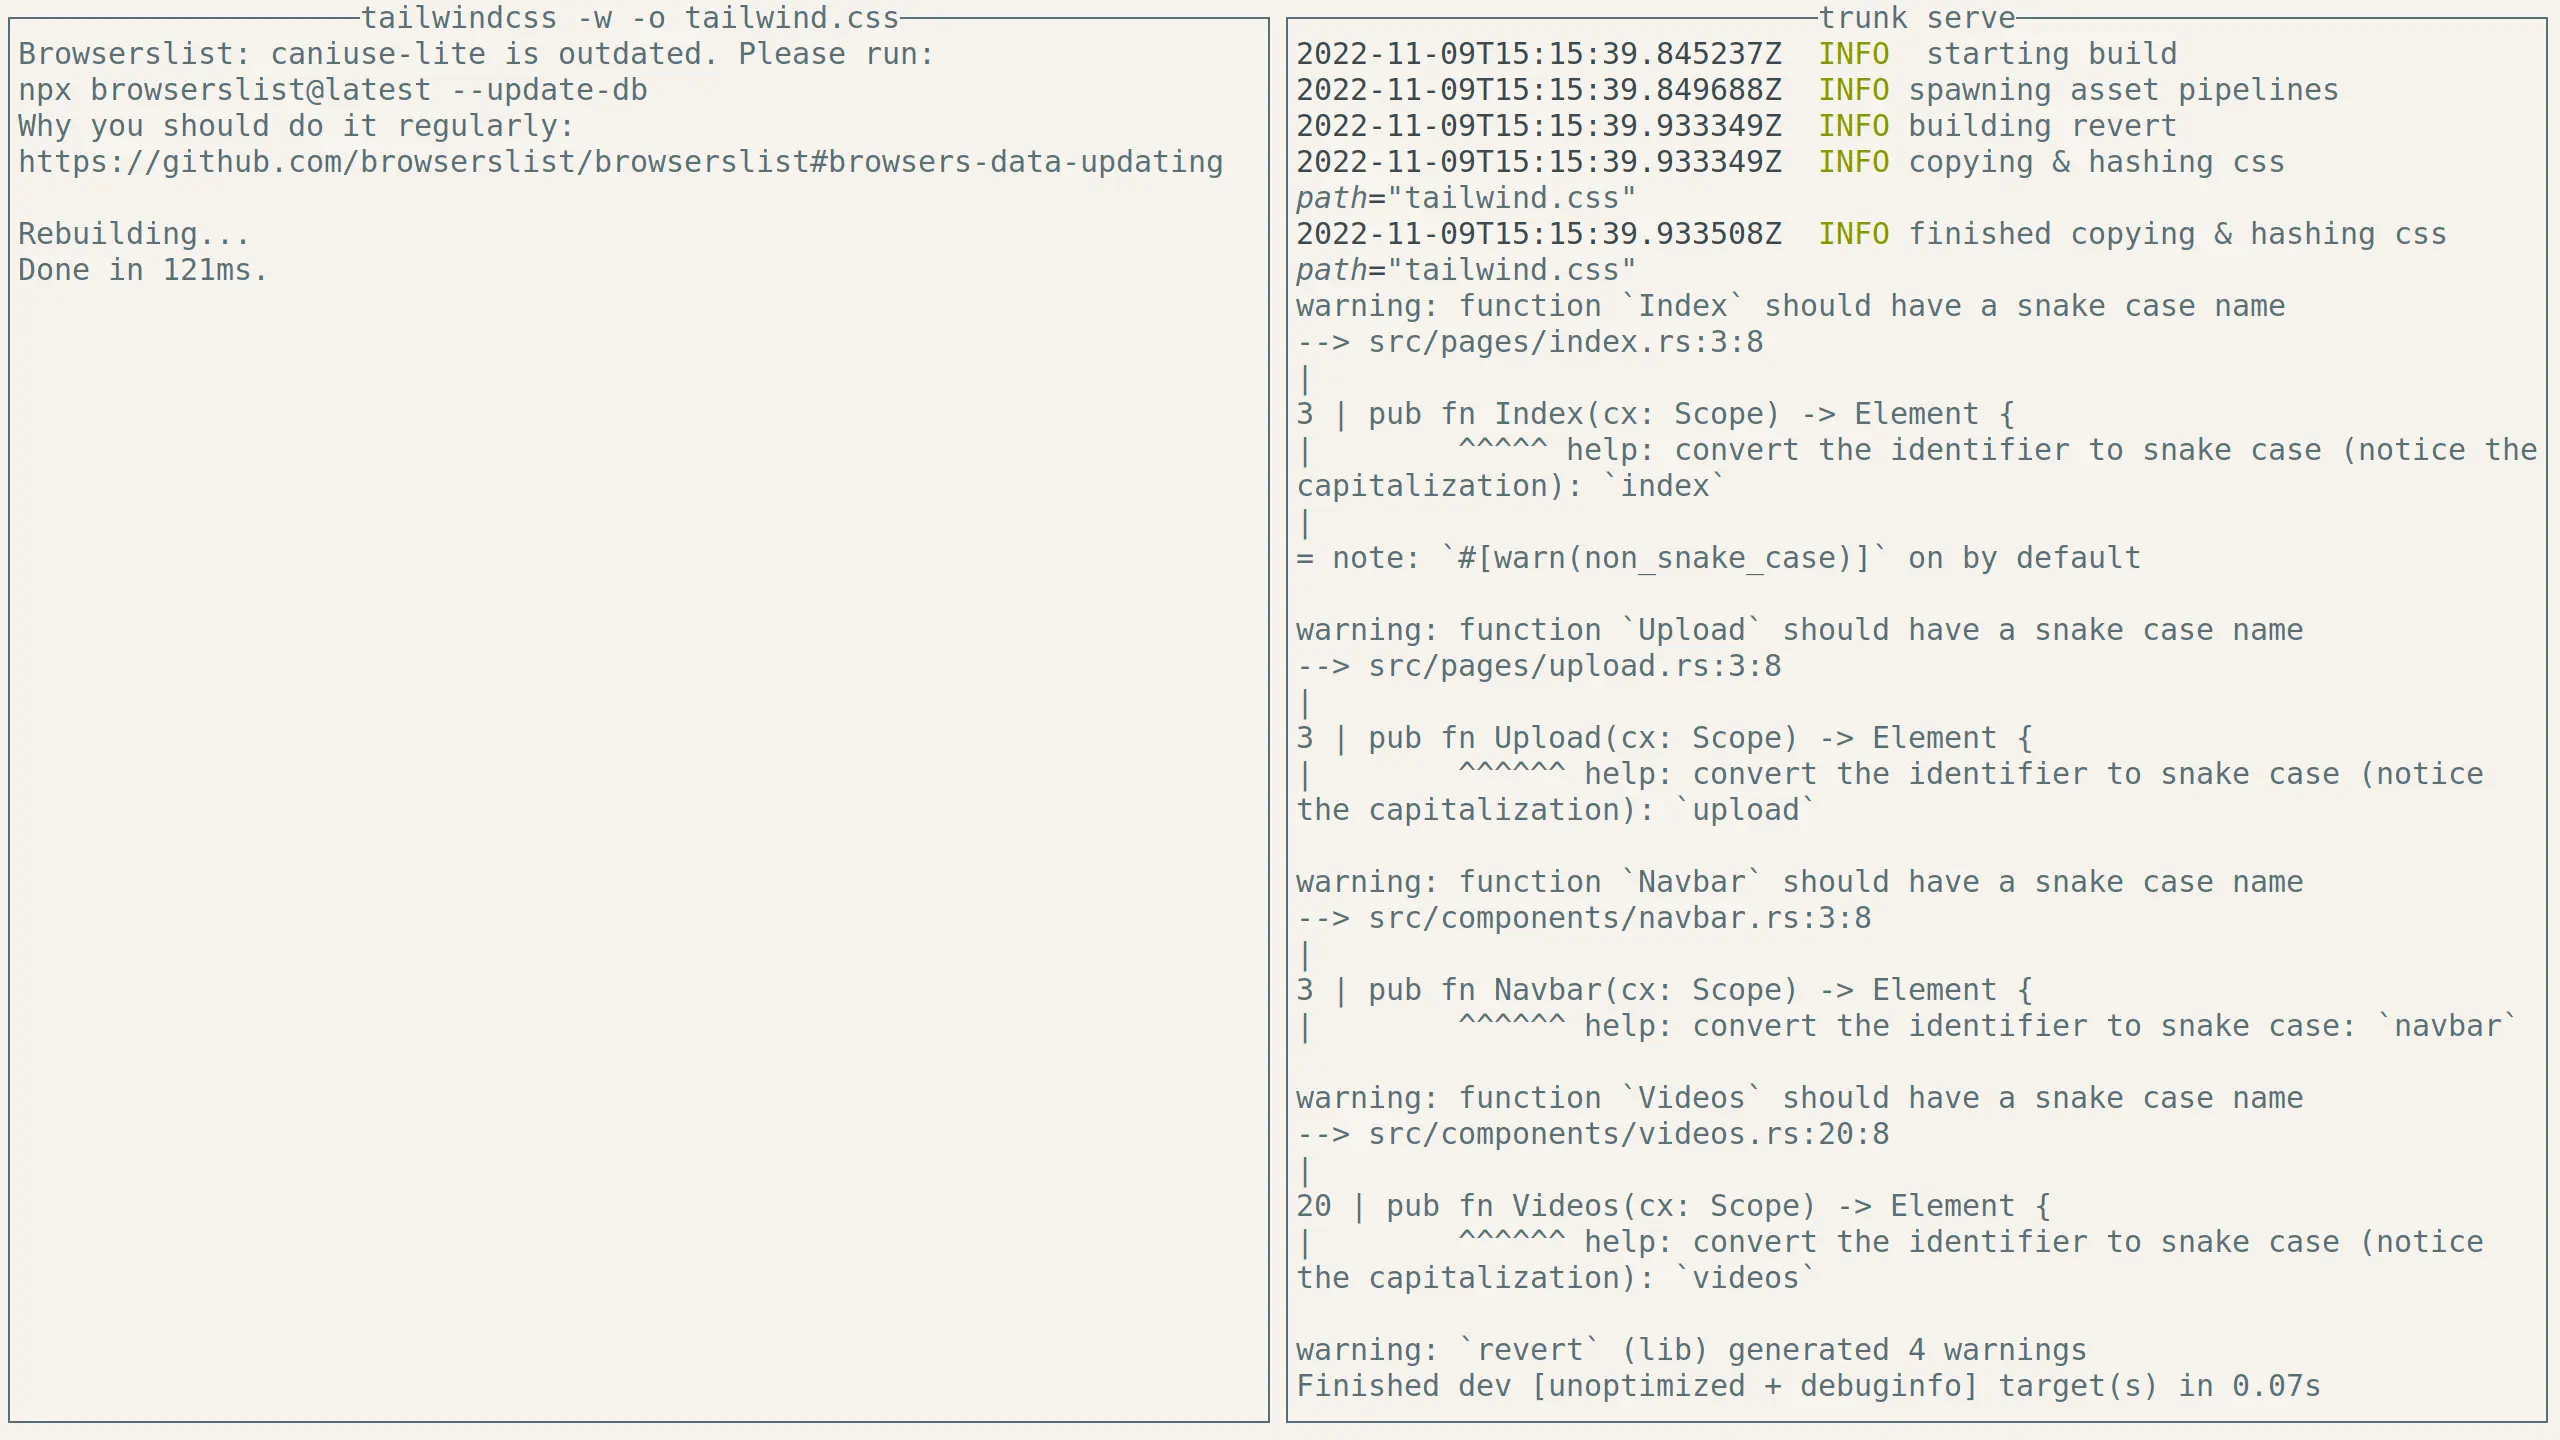 tailwindcss -w -o tailwind.css
Browserslist: caniuse-lite is outdated. Please run:
npx browserslist@latest --update-db
Why you should do it regularly:
https://github.com/browserslist/browserslist#browsers-data-updating

Rebuilding...
Done in 121ms.

trunk serve
2022-11-09T15:15:39.845237Z  INFO  starting build
2022-11-09T15:15:39.849688Z  INFO spawning asset pipelines
2022-11-09T15:15:39.933349Z  INFO building revert
2022-11-09T15:15:39.933349Z  INFO copying & hashing css
path="tailwind.css"
2022-11-09T15:15:39.933508Z  INFO finished copying & hashing css
path="tailwind.css"
warning: function `Index` should have a snake case name
--> src/pages/index.rs:3:8
|
3 | pub fn Index(cx: Scope) -> Element {
|        ^^^^^ help: convert the identifier to snake case (notice the
capitalization): `index`
|
= note: `#[warn(non_snake_case)]` on by default

warning: function `Upload` should have a snake case name
--> src/pages/upload.rs:3:8
|
3 | pub fn Upload(cx: Scope) -> Element {
|        ^^^^^^ help: convert the identifier to snake case (notice
the capitalization): `upload`

warning: function `Navbar` should have a snake case name
--> src/components/navbar.rs:3:8
|
3 | pub fn Navbar(cx: Scope) -> Element {
|        ^^^^^^ help: convert the identifier to snake case: `navbar`

warning: function `Videos` should have a snake case name
--> src/components/videos.rs:20:8
|
20 | pub fn Videos(cx: Scope) -> Element {
|        ^^^^^^ help: convert the identifier to snake case (notice
the capitalization): `videos`

warning: `revert` (lib) generated 4 warnings
Finished dev [unoptimized + debuginfo] target(s) in 0.07s